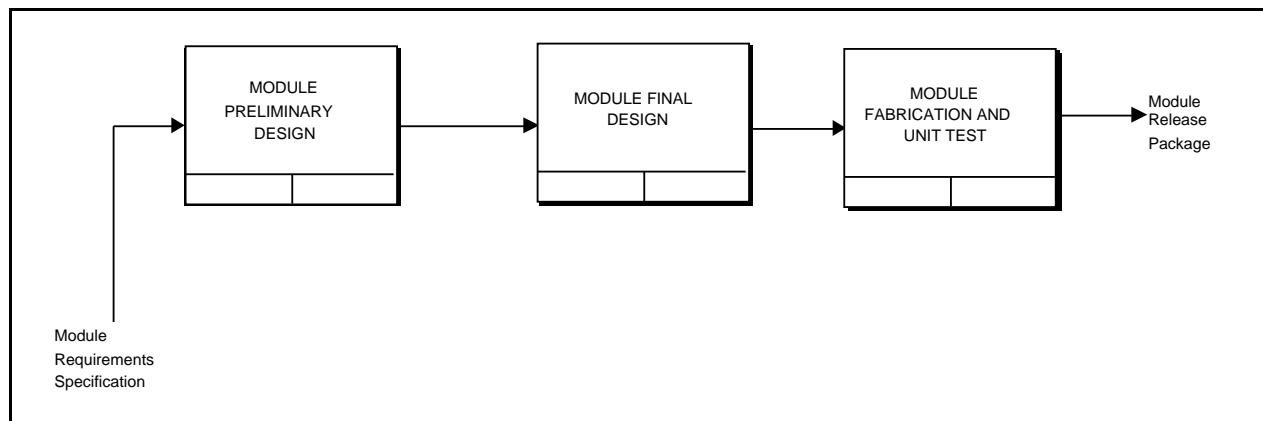 MODULE
PRELIMINARY
DESIGN
MODULE FINAL
DESIGN
MODULE
FABRICATION AND
UNIT TEST
Module
Release
Package
Module
Requirements
Specification